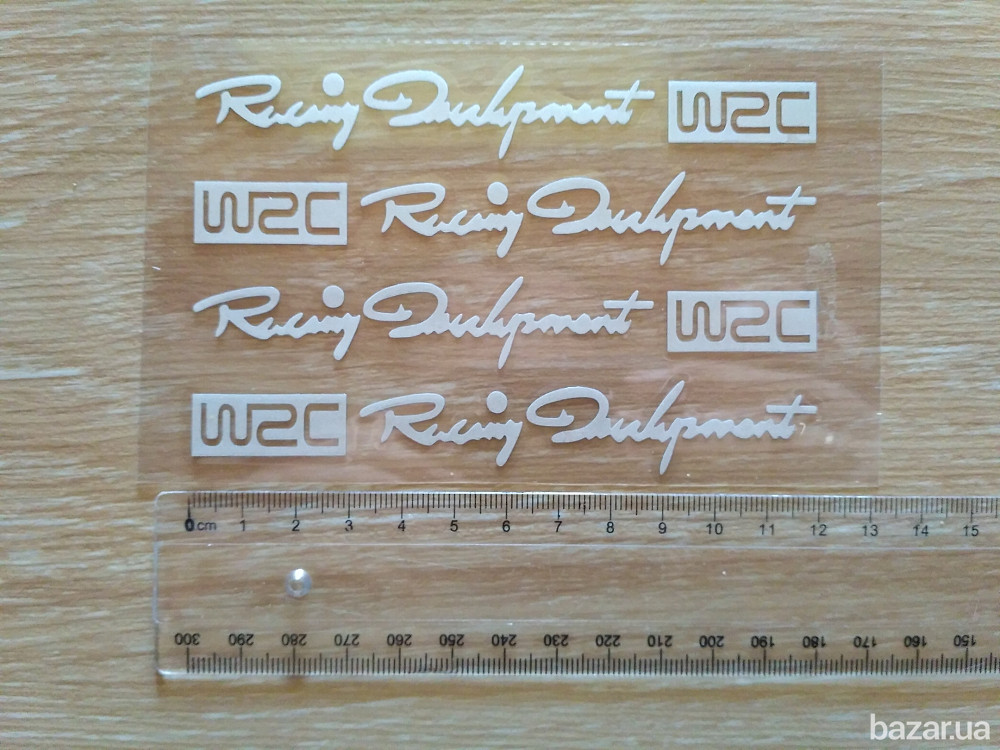 Racing Development WRC
WRC Racing Development
Racing Development WRC
WRC Racing Development
0 cm 1 2 3 4 5 6 7 8 9 10 11 12 13 14 15
300 290 280 270 260 250 240 230 220 210 200 190 180 170 160 150
bazar.ua